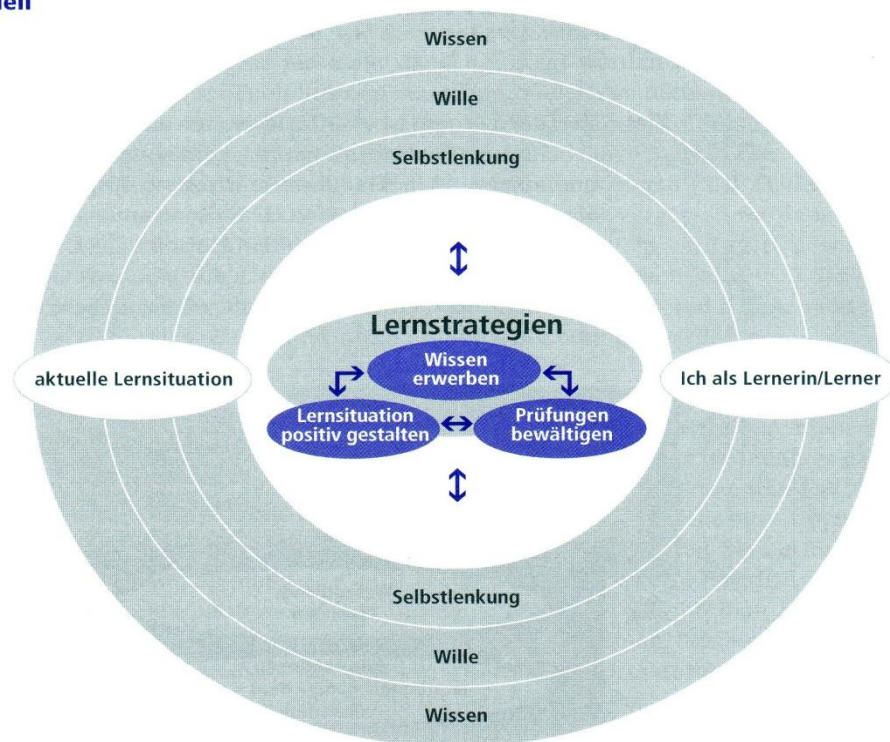 Wissen
Wille
Selbstlenkung
Lernstrategien
Wissen
erwerben
aktuelle Lernsituation
Ich als Lernerin/Lerner
Lernsituation
positiv gestalten
Prüfungen
bewältigen
Selbstlenkung
Wille
Wissen